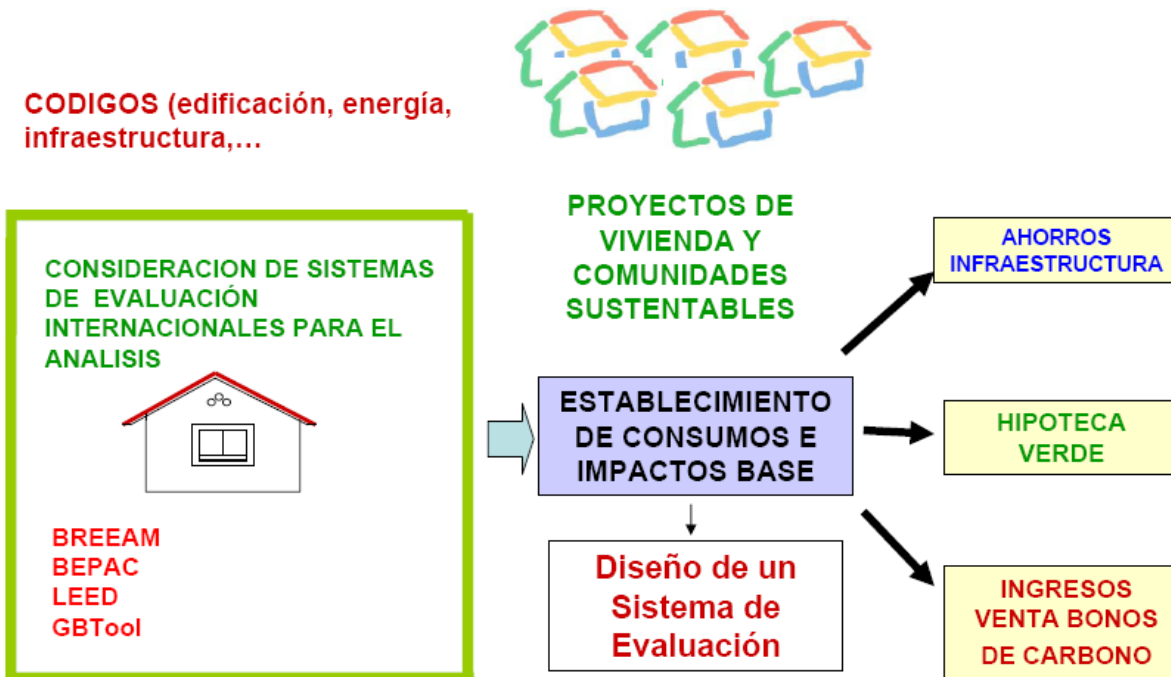 CODIGOS (edificación, energía,
infraestructura,...
CONSIDERACION DE SISTEMAS
DE EVALUACIÓN
INTERNACIONALES PARA EL
ANALISIS
BREEAM
BEPAC
LEED
GBTool
PROYECTOS DE
VIVIENDA Y
COMUNIDADES
SUSTENTABLES
ESTABLECIMIENTO
DE CONSUMOS E
IMPACTOS BASE
Diseño de un
Sistema de
Evaluación
AHORROS
INFRAESTRUCTURA
HIPOTECA
VERDE
INGRESOS
VENTA BONOS
DE CARBONO